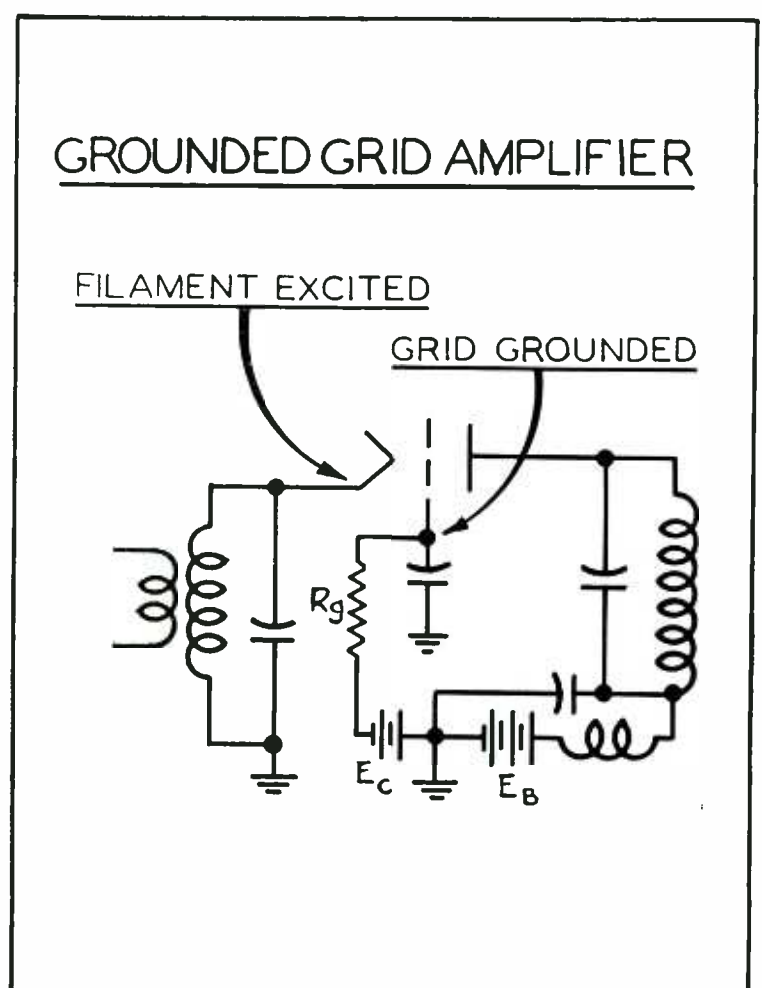 GROUNDED GRID AMPLIFIER
FILAMENT EXCITED
GRID GROUNDED
Rg
EC
EB